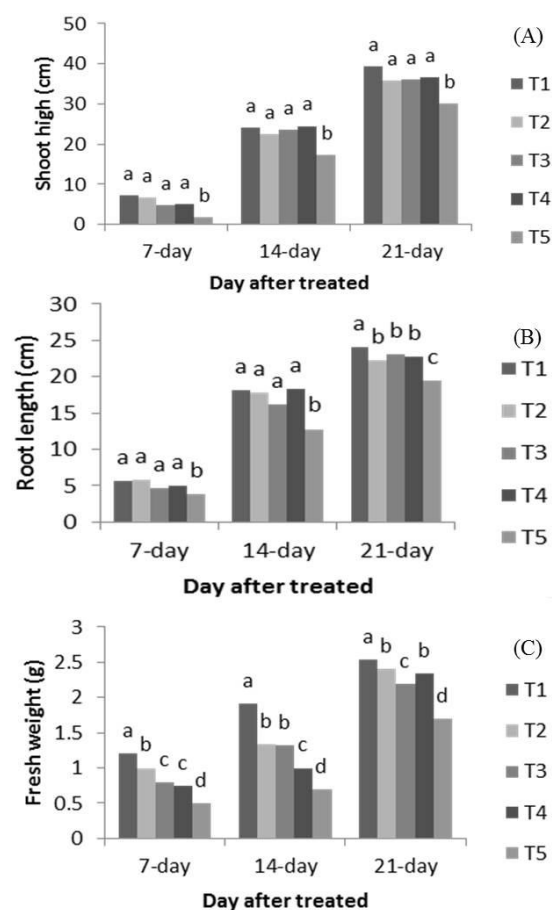 (A)
Shoot high (cm)
50
40
30
20
10
0
a a a a b
a a a a b
a a a a b
7-day 14-day 21-day
Day after treated
T1
T2
T3
T4
T5
(B)
Root length (cm)
30
25
20
15
10
5
0
a a a a b
a a a a b
a b b b c
7-day 14-day 21-day
Day after treated
T1
T2
T3
T4
T5
(C)
Fresh weight (g)
3
2.5
2
1.5
1
0.5
0
a b c c d
a b b c d
a b c b d
7-day 14-day 21-day
Day after treated
T1
T2
T3
T4
T5